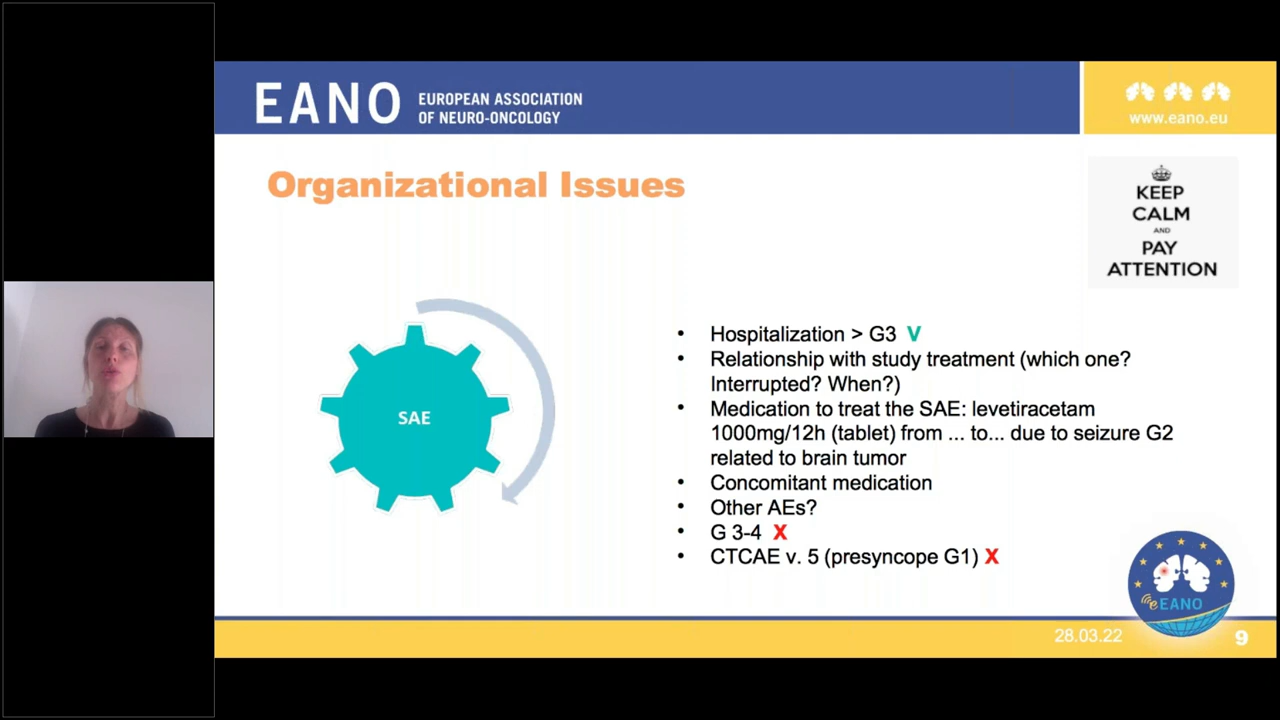 EANO
EUROPEAN ASSOCIATION
OF NEURO-ONCOLOGY
www.eano.eu
Organizational Issues
KEEP
CALM
AND
PAY
ATTENTION
SAE
• Hospitalization > G3 V
• Relationship with study treatment (which one?
Interrupted? When?)
• Medication to treat the SAE: levetiracetam
1000mg/12h (tablet) from ... to... due to seizure G2
related to brain tumor
• Concomitant medication
• Other AEs?
• G 3-4 X
• CTCAE v. 5 (presyncope G1) X
eEANO
28.03.22
9